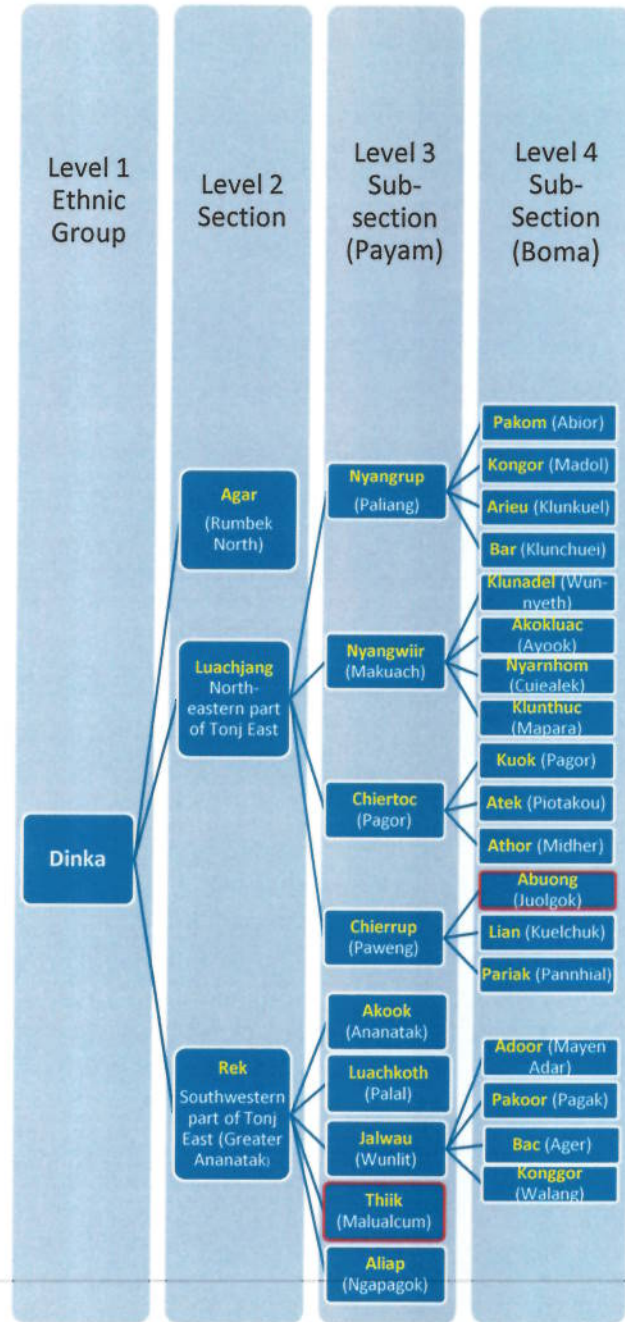 Level 1
Ethnic
Group
Level 2
Section
Level 3
Sub-
section
(Payam)
Level 4
Sub-
Section
(Boma)
Dinka
Agar
(Rumbek
North)
Luachjang
North-
eastern part
of Tonj East
Rek
Southwestern
part of Tonj
East (Greater
Ananatak)
Nyangrup
(Paliang)
Nyangwiir
(Makuach)
Chiertoc
(Pagor)
Chierrup
(Paweng)
Akook
(Ananatak)
Luachkoth
(Palal)
Jalwau
(Wunlit)
Thiik
(Malualcum)
Aliap
(Ngapagok)
Pakom (Abior)
Kongor (Madol)
Arieu (Klunkuel)
Bar (Klunchuei)
Klunadel (Wun-
nyeth)
Akokluac
(Ayook)
Nyarnhom
(Cuiealek)
Klunthuc
(Mapara)
Kuok (Pagor)
Atek (Piotakou)
Athor (Midher)
Abuong
(Juolgok)
Lian (Kuelchuk)
Pariak (Pannhial)
Adoor (Mayen
Adar)
Pakoor (Pagak)
Bac (Ager)
Konggor
(Walang)